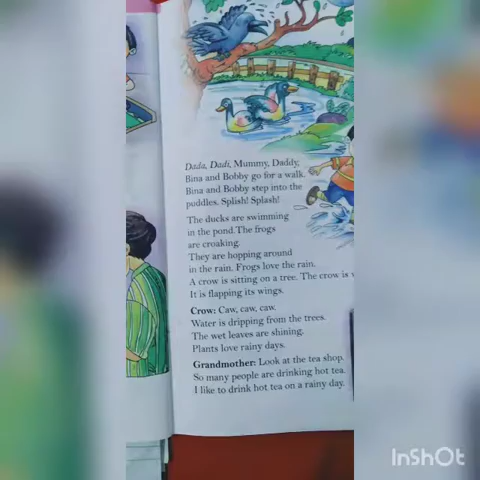 Dada, Dadi, Mummy, Daddy,
Bina and Bobby go for a walk.
Bina and Bobby step into the
puddles. Splish! Splash!
The ducks are swimming
in the pond. The frogs
are croaking.
They are hopping around
in the rain. Frogs love the rain.
A crow is sitting on a tree. The crow is
It is flapping its wings.
Crow: Caw, caw, caw.
Water is dripping from the trees.
The wet leaves are shining.
Plants love rainy days.
Grandmother: Look at the tea shop.
So many people are drinking hot tea.
I like to drink hot tea on a rainy day.
InShOt